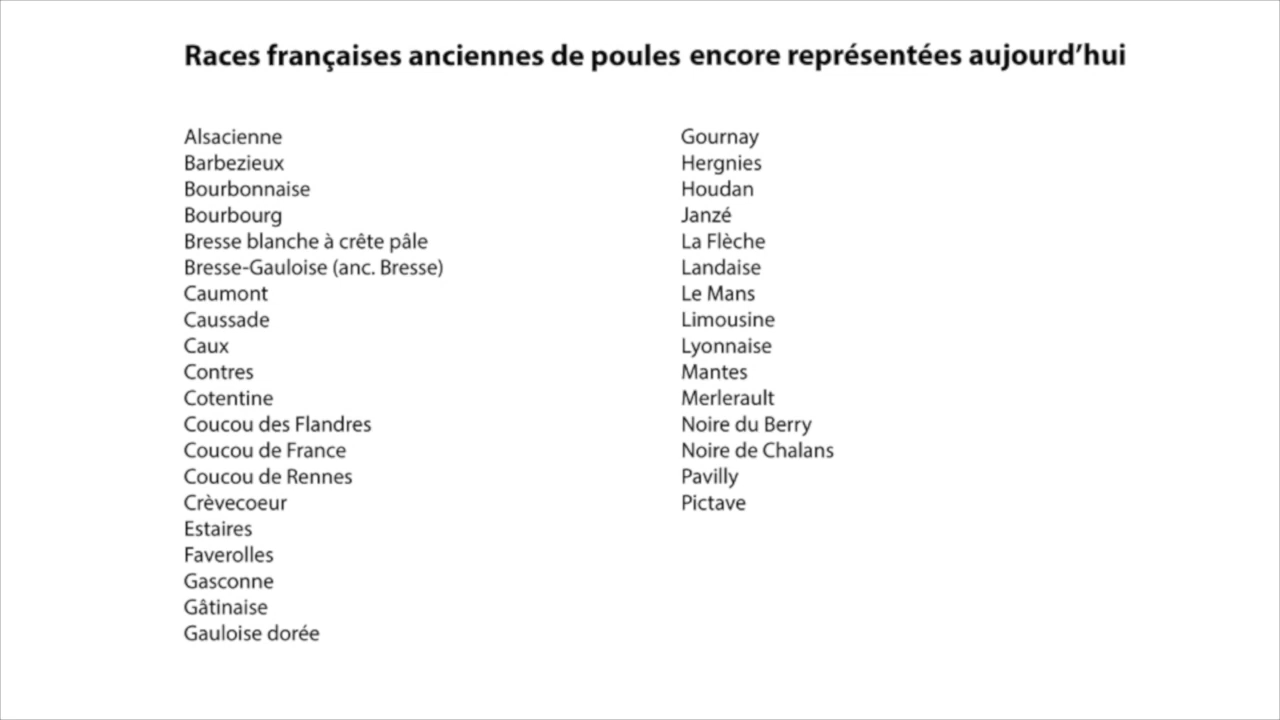 Races françaises anciennes de poules encore représentées aujourd’hui
Alsacienne
Barbezieux
Bourbonnaise
Bourbourg
Bresse blanche à crête pâle
Bresse-Gauloise (anc. Bresse)
Caumont
Caussade
Caux
Contres
Cotentine
Coucou des Flandres
Coucou de France
Coucou de Rennes
Crèvecoeur
Estaires
Faverolles
Gasconne
Gâtinaise
Gauloise dorée
Gournay
Hergnies
Houdan
Janzé
La Flèche
Landaise
Le Mans
Limousine
Lyonnaise
Mantes
Merlerault
Noire du Berry
Noire de Chalans
Pavilly
Pictave